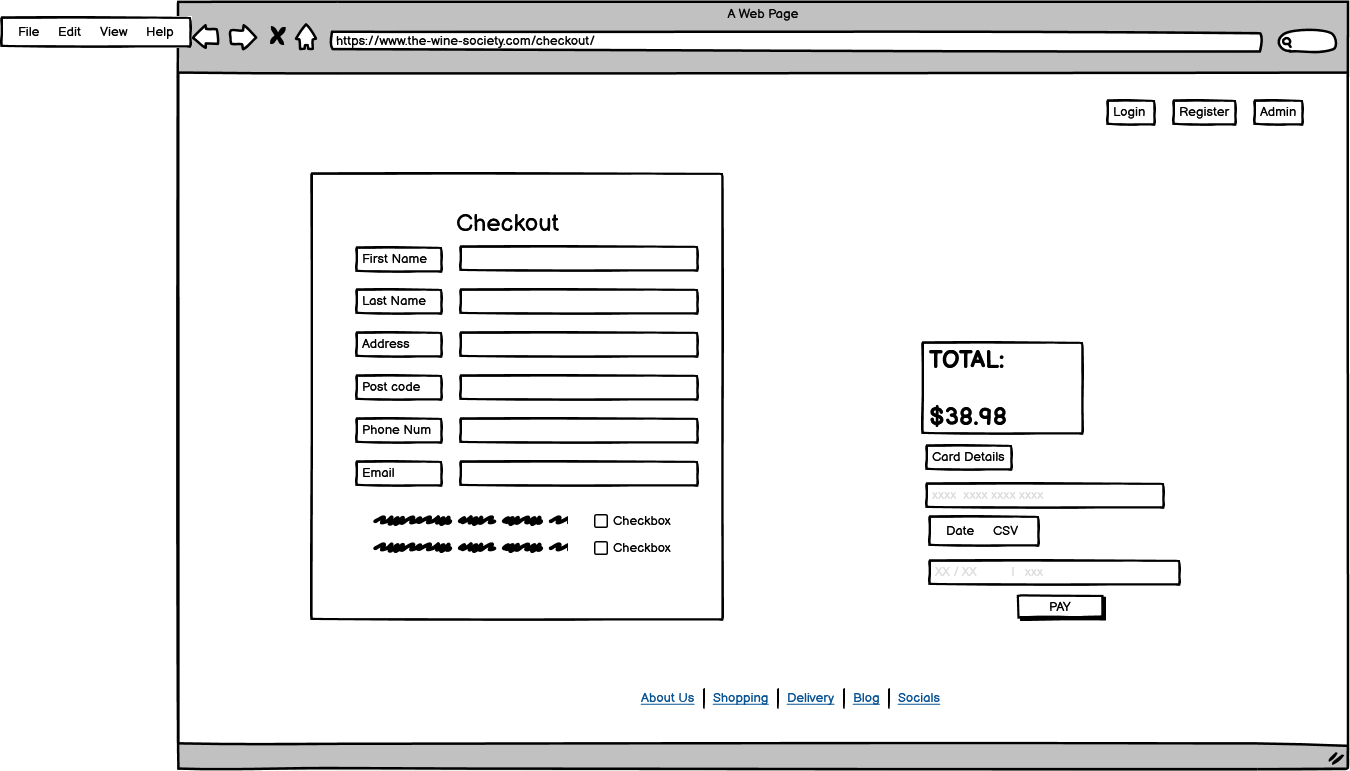 A Web Page
File Edit View Help
https://www.the-wine-society.com/checkout/
Login Register Admin
Checkout
First Name
Last Name
Address
Post code
Phone Num
Email
Checkbox
Checkbox
TOTAL:
$38.98
Card Details
xxxx xxxx xxxx xxxx
Date CSV
XX / XX | xxx
PAY
About Us | Shopping | Delivery | Blog | Socials